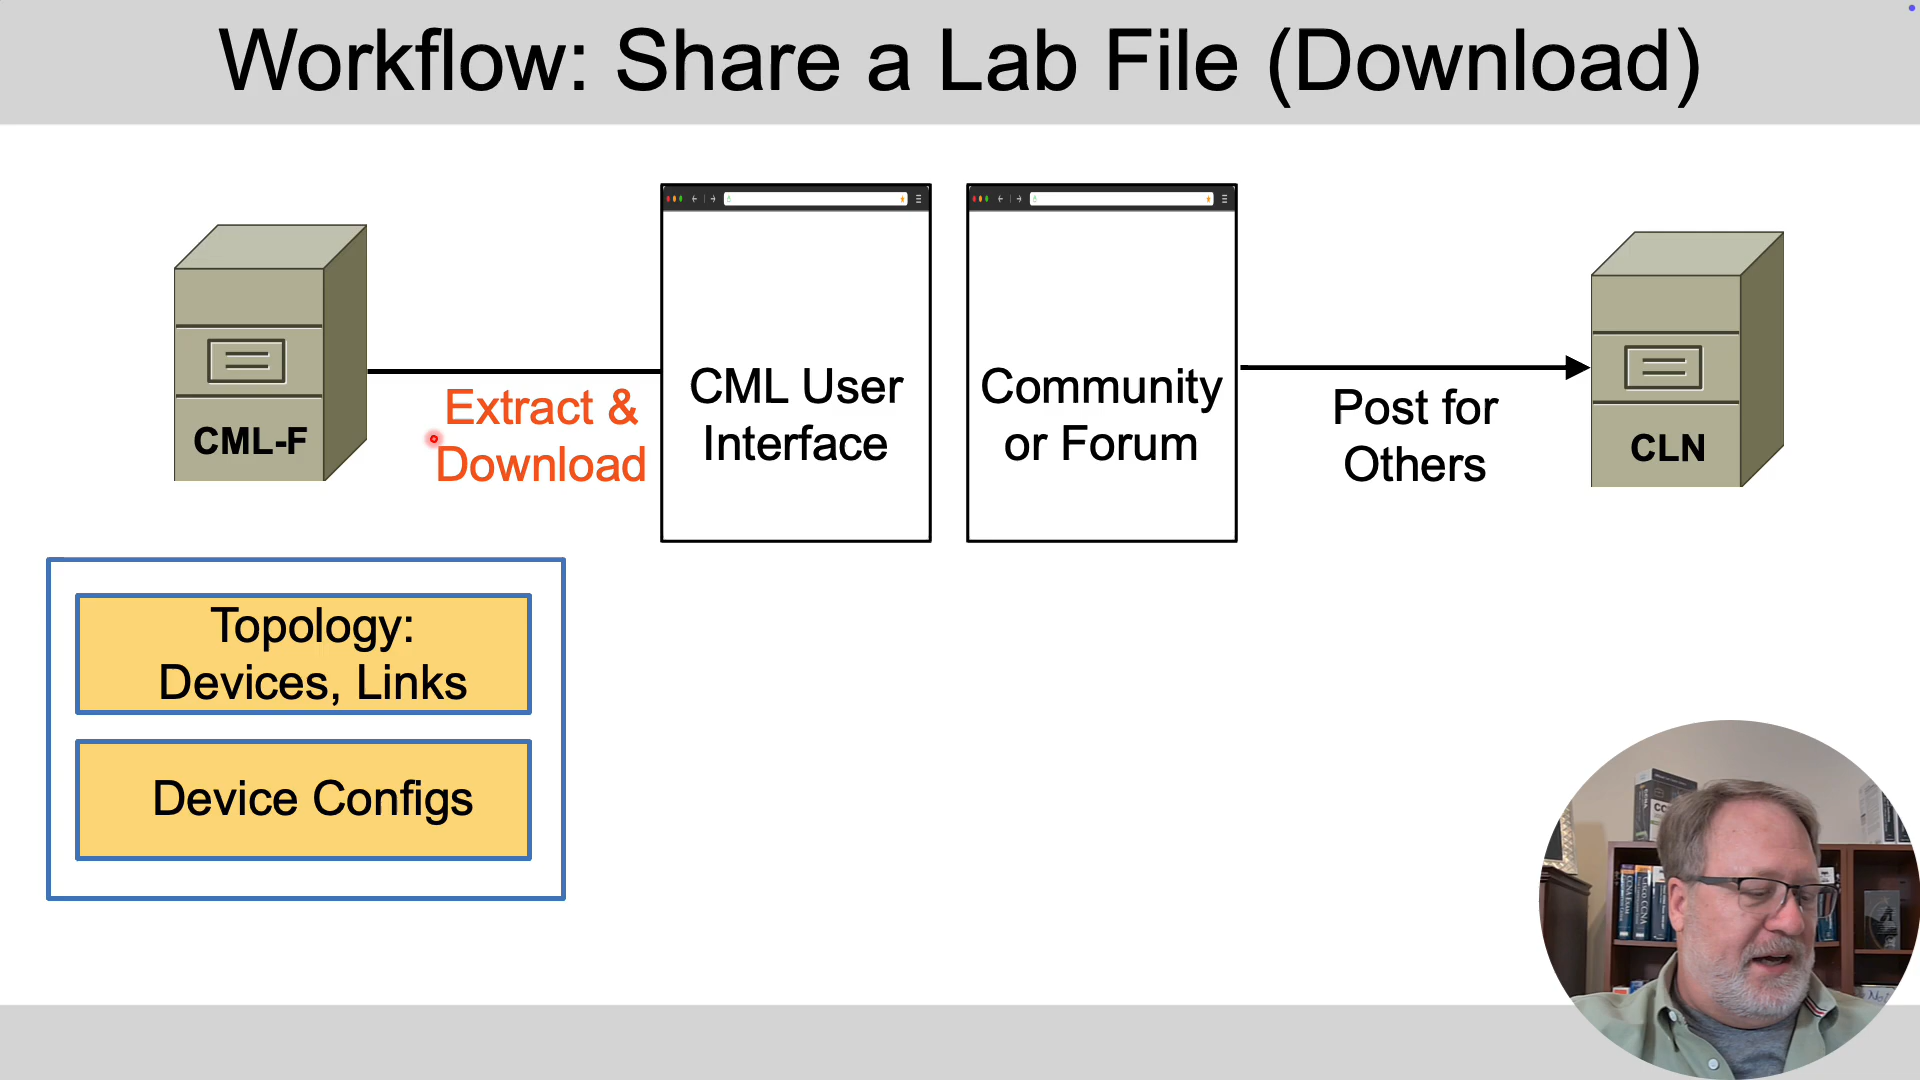 Workflow: Share a Lab File (Download)
CML-F
Extract &
Download
CML User
Interface
Community
or Forum
Post for
Others
CLN
Topology:
Devices, Links
Device Configs